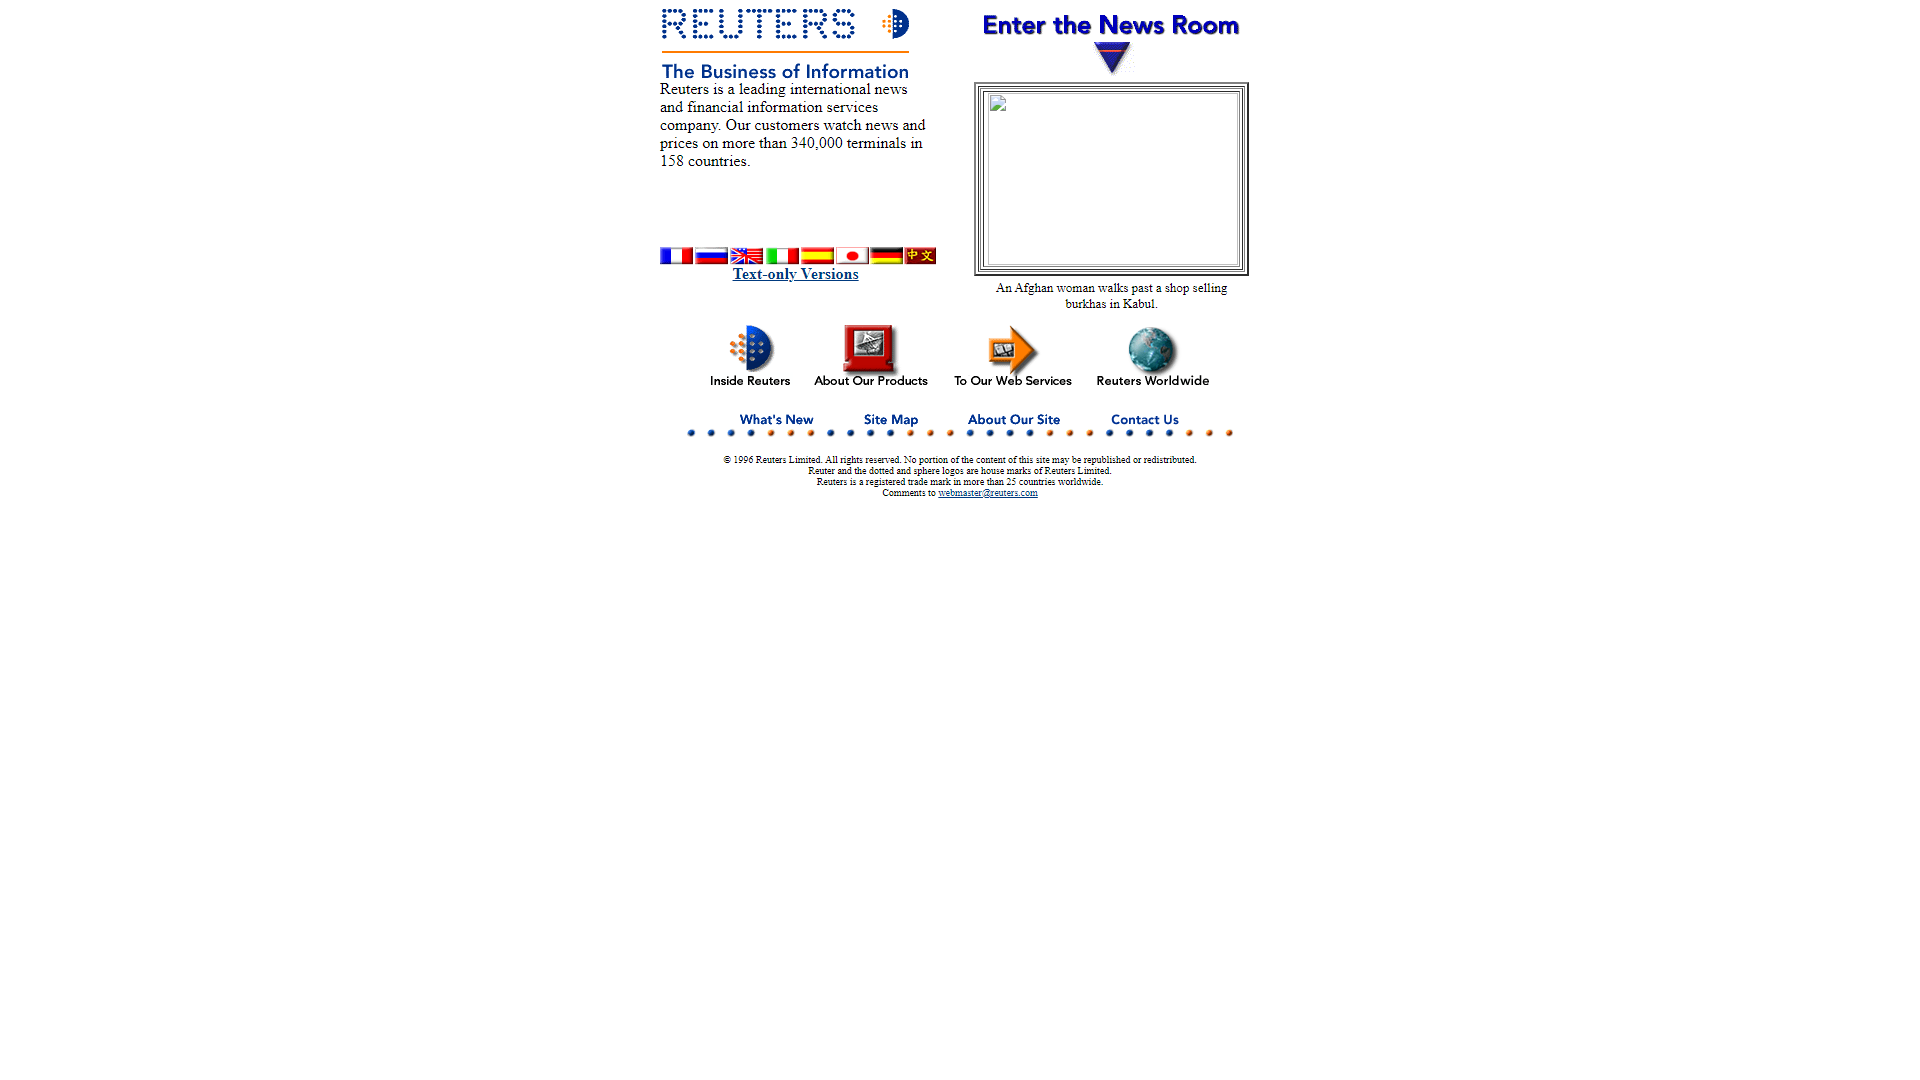 REUTERS
The Business of Information
Reuters is a leading international news
and financial information services
company. Our customers watch news and
prices on more than 340,000 terminals in
158 countries.
中文
Text-only Versions
Enter the News Room
An Afghan woman walks past a shop selling
burkhas in Kabul.
Inside Reuters
About Our Products
To Our Web Services
Reuters Worldwide
What's New
Site Map
About Our Site
Contact Us
© 1996 Reuters Limited. All rights reserved. No portion of the content of this site may be republished or redistributed.
Reuter and the dotted and sphere logos are house marks of Reuters Limited.
Reuters is a registered trade mark in more than 25 countries worldwide.
Comments to webmaster@reuters.com